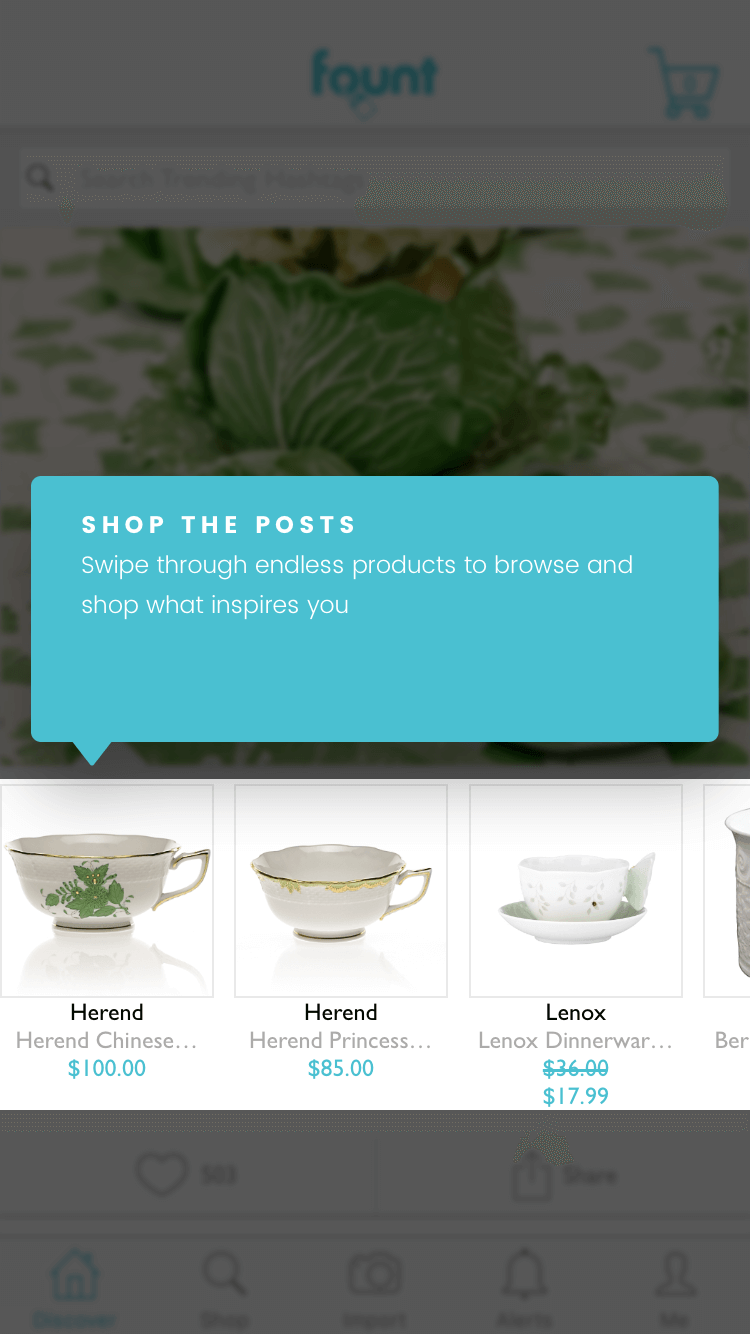 fount
0
Search Trending Hashtags
SHOP THE POSTS
Swipe through endless products to browse and
shop what inspires you
Herend
Herend Chinese...
$100.00
Herend
Herend Princess...
$85.00
Lenox
Lenox Dinnerwar...
$36.00
$17.99
Ber
503
Share
Discover
Shop
Import
Alerts
Me